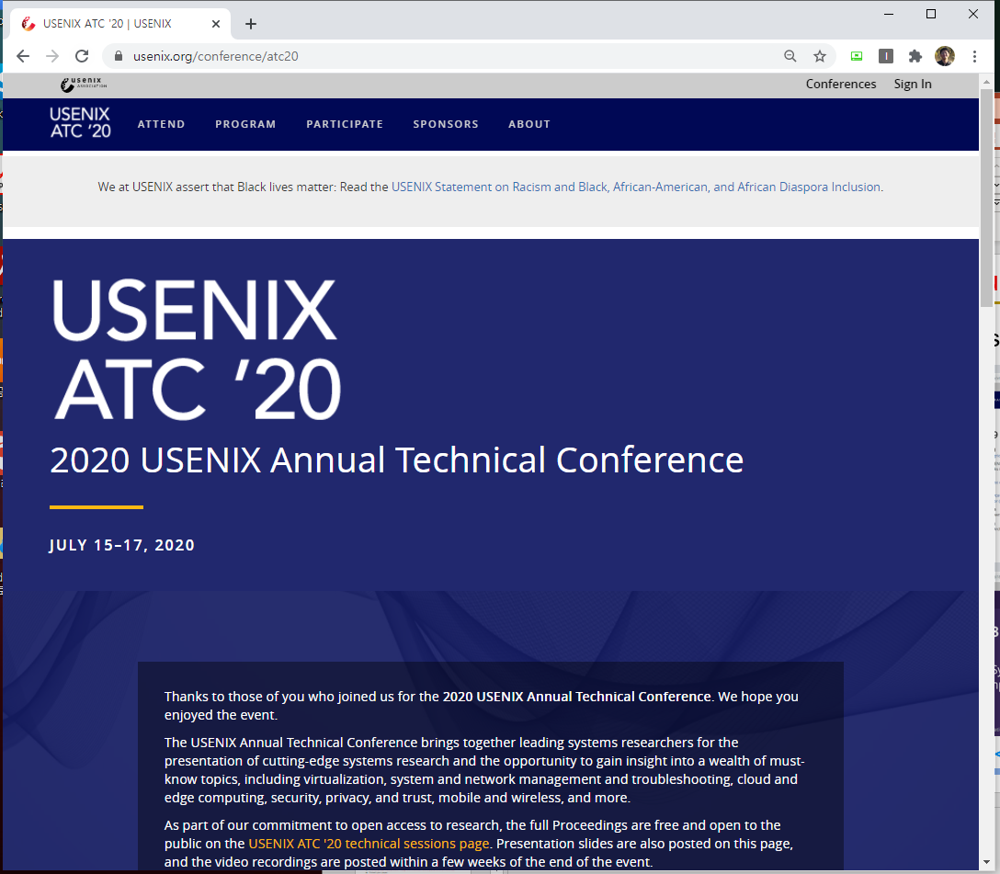 USENIX ATC '20 | USENIX
usenix.org/conference/atc20
usenix
ASSOCIATION
Conferences Sign In
USENIX
ATC '20
ATTEND PROGRAM PARTICIPATE SPONSORS ABOUT
We at USENIX assert that Black lives matter: Read the USENIX Statement on Racism and Black, African-American, and African Diaspora Inclusion.
USENIX
ATC '20
2020 USENIX Annual Technical Conference
JULY 15–17, 2020
Thanks to those of you who joined us for the 2020 USENIX Annual Technical Conference. We hope you
enjoyed the event.
The USENIX Annual Technical Conference brings together leading systems researchers for the
presentation of cutting-edge systems research and the opportunity to gain insight into a wealth of must-
know topics, including virtualization, system and network management and troubleshooting, cloud and
edge computing, security, privacy, and trust, mobile and wireless, and more.
As part of our commitment to open access to research, the full Proceedings are free and open to the
public on the USENIX ATC '20 technical sessions page. Presentation slides are also posted on this page,
and the video recordings are posted within a few weeks of the end of the event.